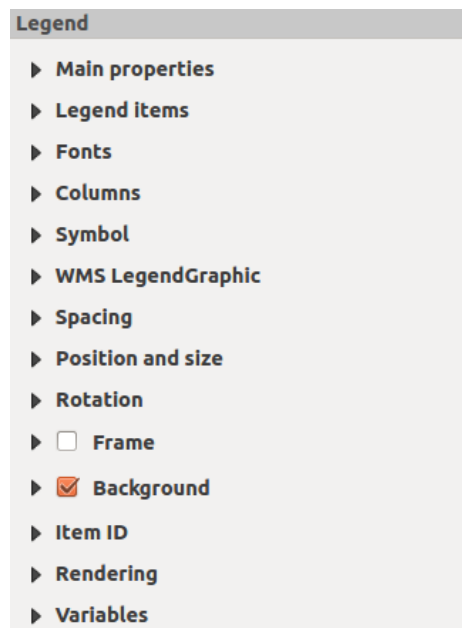 Legend
Main properties
Legend items
Fonts
Columns
Symbol
WMS LegendGraphic
Spacing
Position and size
Rotation
Frame
Background
Item ID
Rendering
Variables